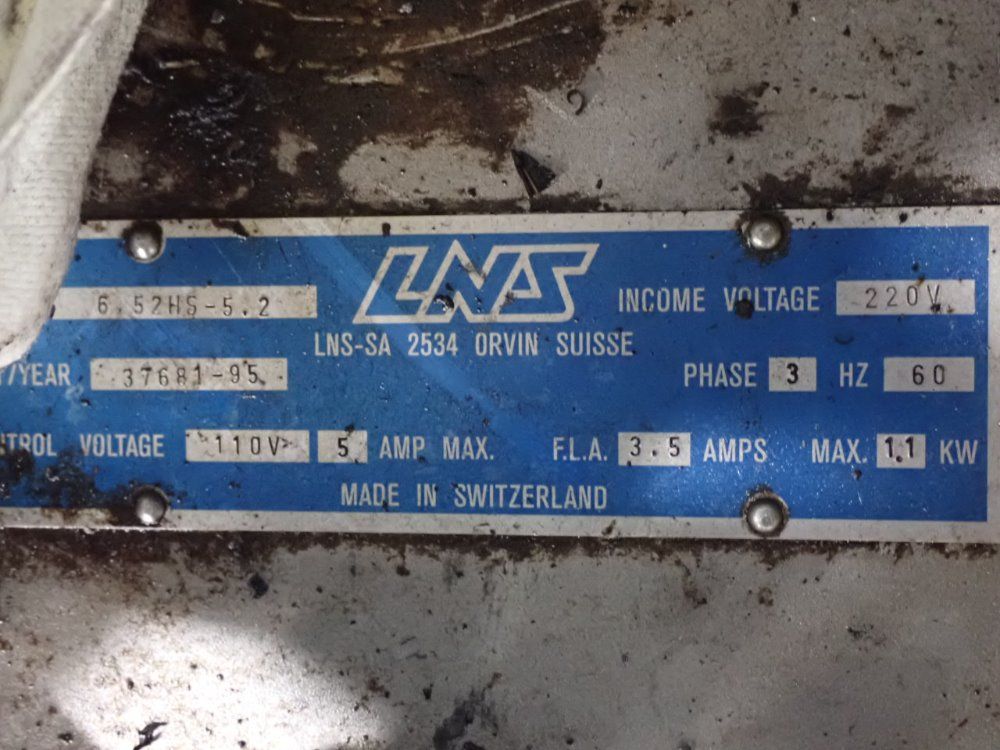 LNS
6.52HS-5.2 INCOME VOLTAGE 220V
LNS-SA 2534 ORVIN SUISSE
/YEAR 37681-95 PHASE 3 HZ 60
NTROL VOLTAGE 110V 5 AMP MAX. F.L.A. 3.5 AMPS MAX. 1.1 KW
MADE IN SWITZERLAND